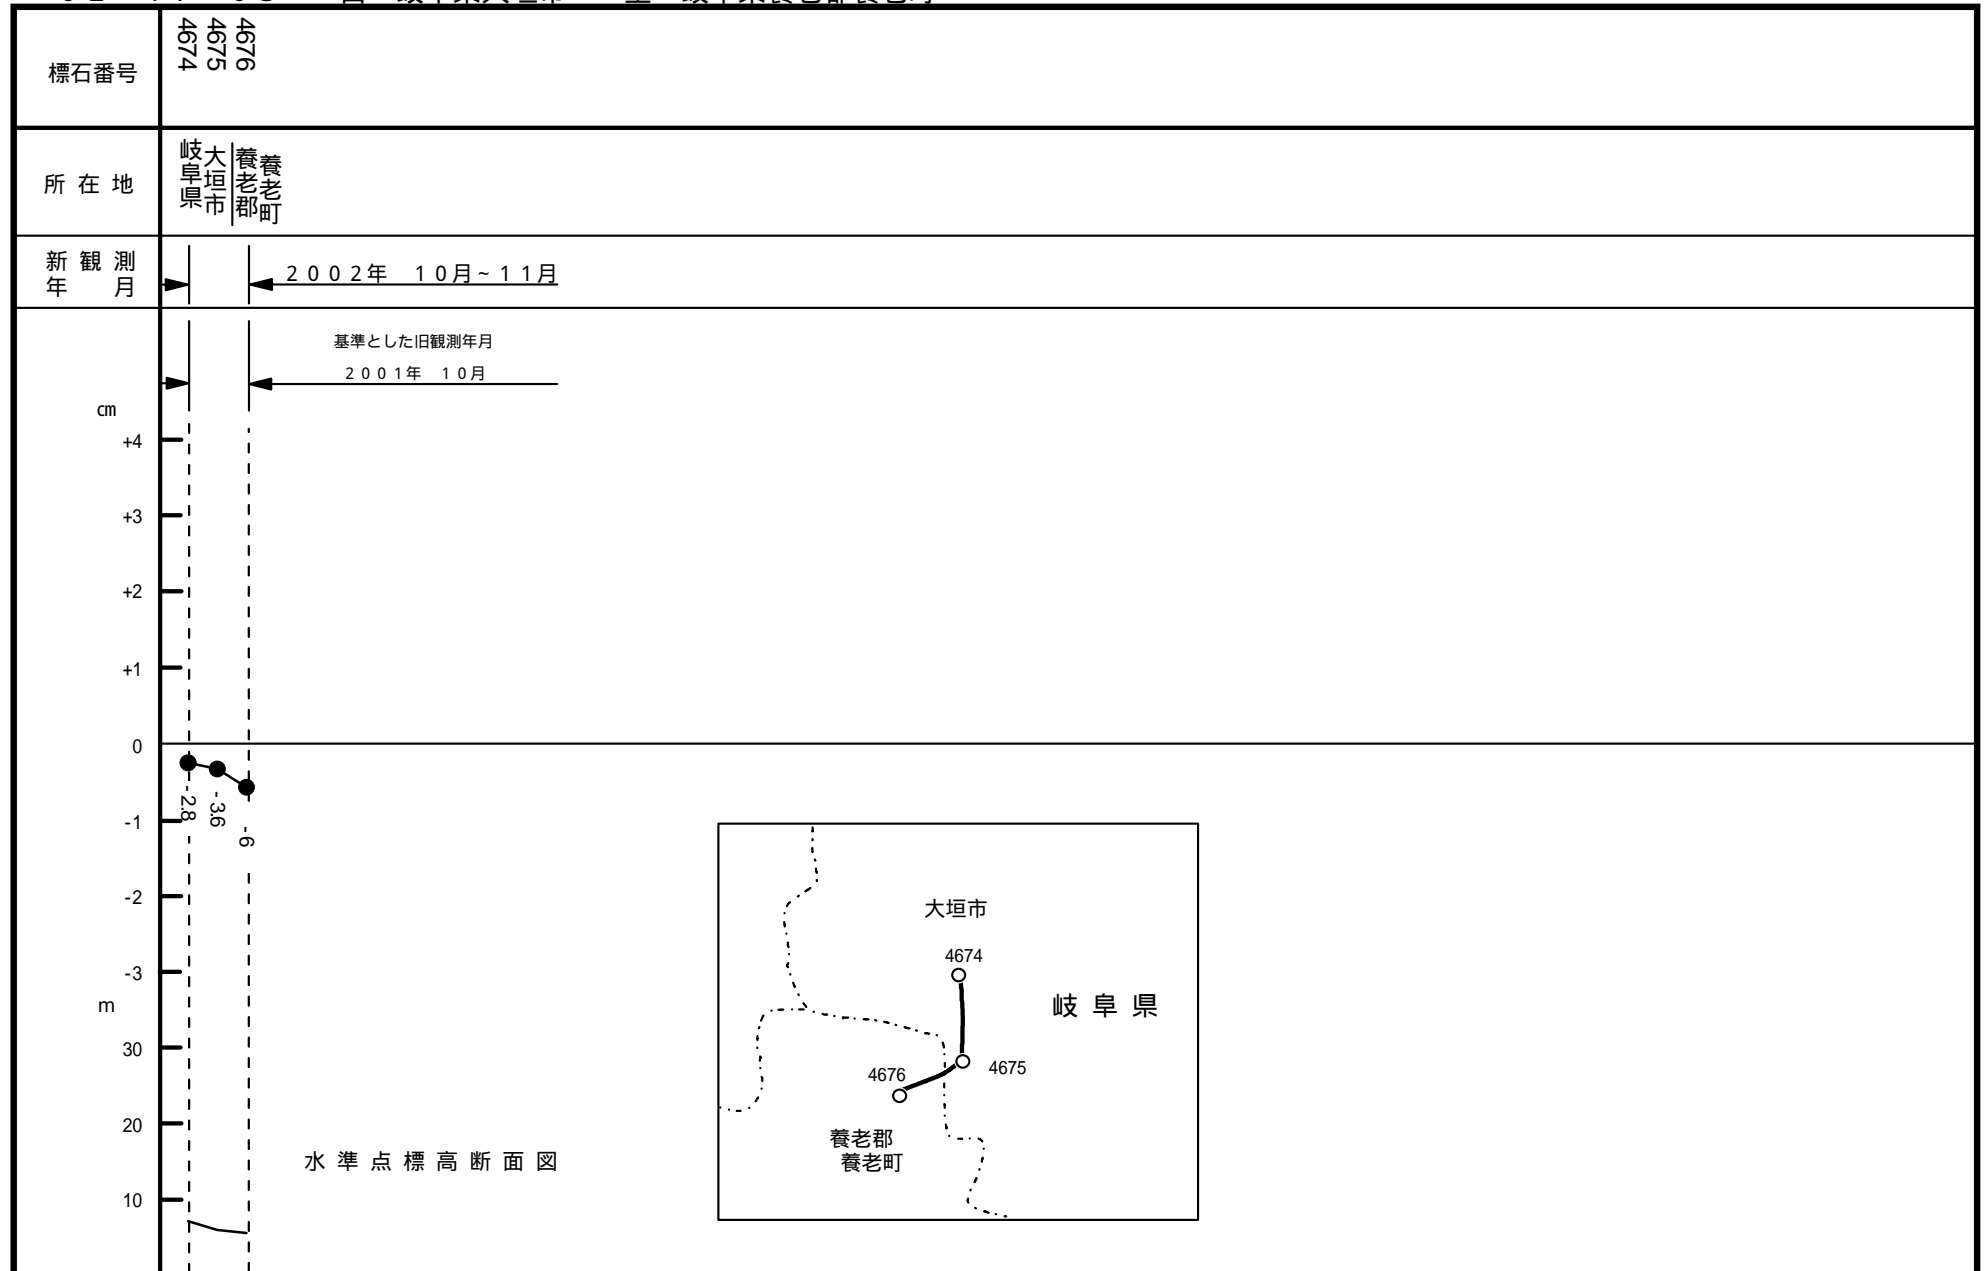 標石番号
4674
4675
4676
所 在 地
岐阜県
大垣市
養老郡
養老町
新 観 測
年 月
2002年 10月~11月
基準とした旧観測年月
2001年 10月
㎝
+4
+3
+2
+1
0
-1
-2
-3
-2.8
-3.6
-6
m
30
20
10
水 準 点 標 高 断 面 図
大垣市
4674
岐 阜 県
4675
4676
養老郡
養老町